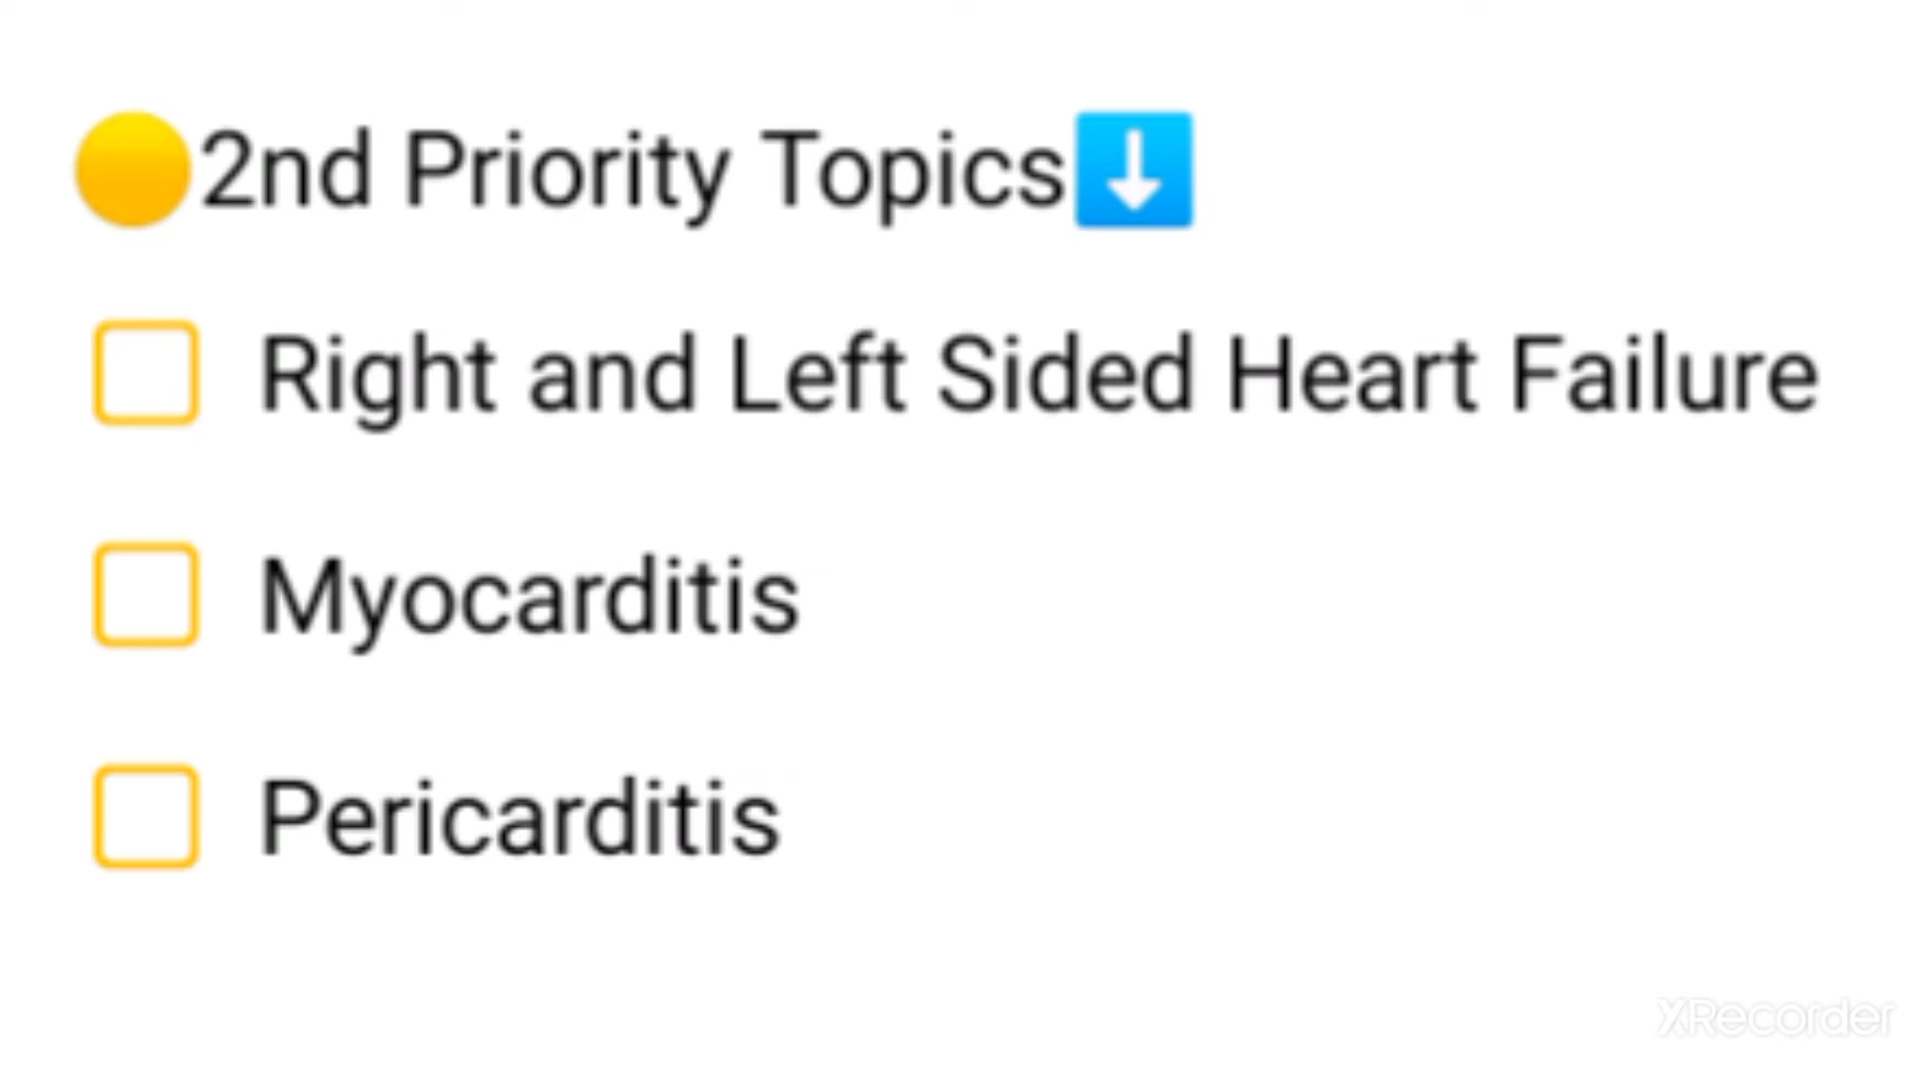 2nd Priority Topics
Right and Left Sided Heart Failure
Myocarditis
Pericarditis
XRecorder